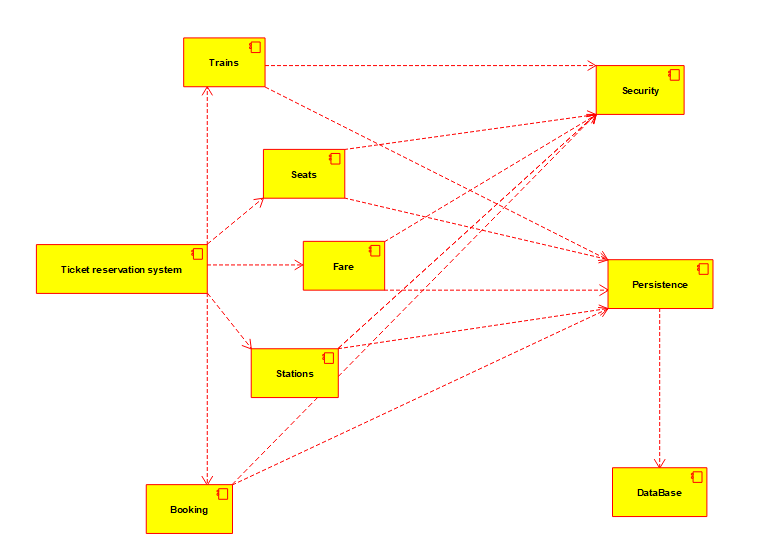 Trains
Security
Seats
Ticket reservation system
Fare
Persistence
Stations
Booking
DataBase